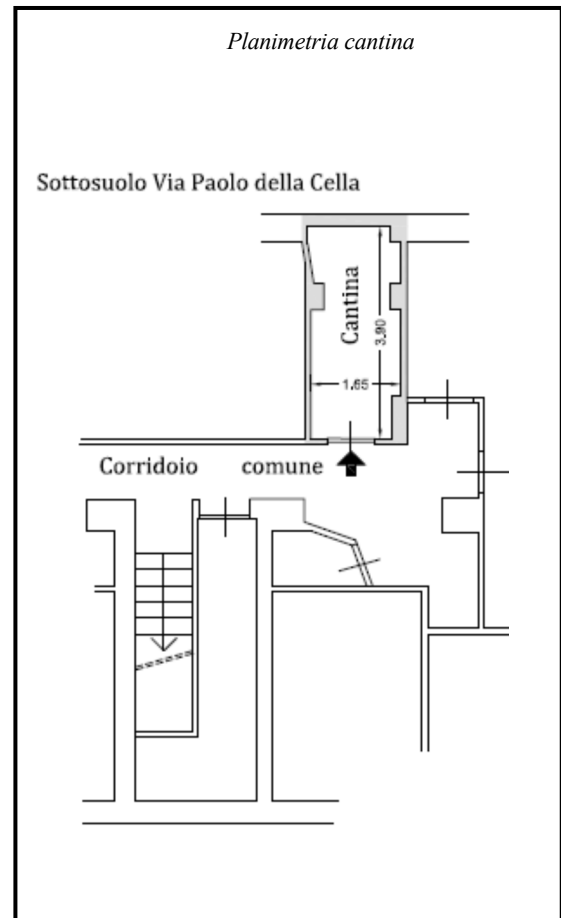 Planimetria cantina
Sottosuolo Via Paolo della Cella
Cantina
3.90
1.65
Corridoio comune